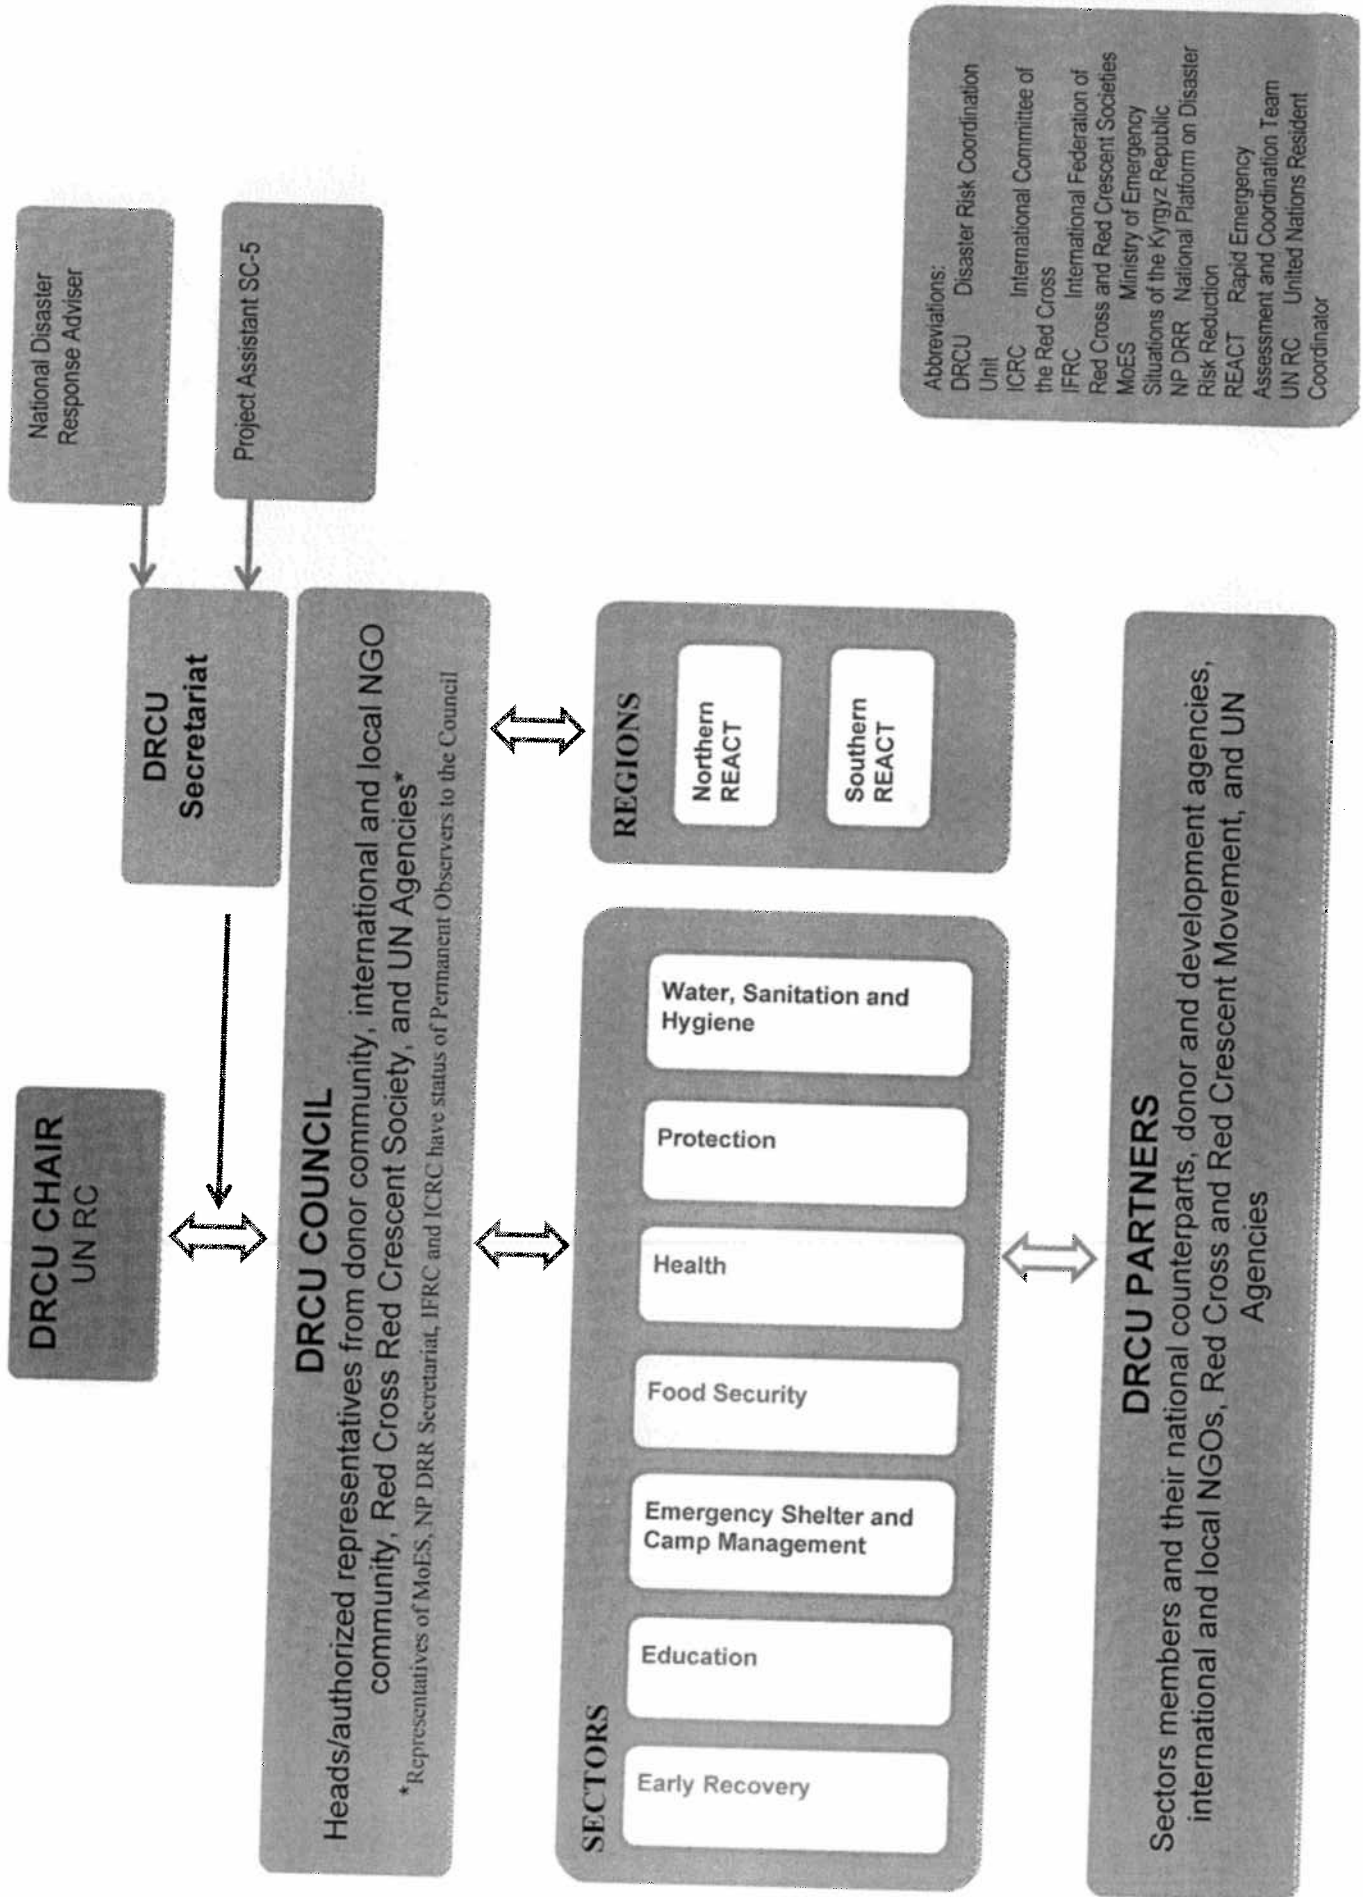 DRCU CHAIR
UN RC
National Disaster
Response Adviser
DRCU
Secretariat
Project Assistant SC-5
DRCU COUNCIL
Heads/authorized representatives from donor community, international and local NGO
community, Red Cross Red Crescent Society, and UN Agencies*
*Representatives of MoES, NP DRR Secretariat, IFRC and ICRC have status of Permanent Observers to the Council
SECTORS
Early Recovery
Education
Emergency Shelter and
Camp Management
Food Security
Health
Protection
Water, Sanitation and
Hygiene
REGIONS
Northern
REACT
Southern
REACT
DRCU PARTNERS
Sectors members and their national counterparts, donor and development agencies,
international and local NGOs, Red Cross and Red Crescent Movement, and UN
Agencies
Abbreviations:
DRCU Disaster Risk Coordination
Unit
ICRC International Committee of
the Red Cross
IFRC International Federation of
Red Cross and Red Crescent Societies
MoES Ministry of Emergency
Situations of the Kyrgyz Republic
NP DRR National Platform on Disaster
Risk Reduction
REACT Rapid Emergency
Assessment and Coordination Team
UN RC United Nations Resident
Coordinator